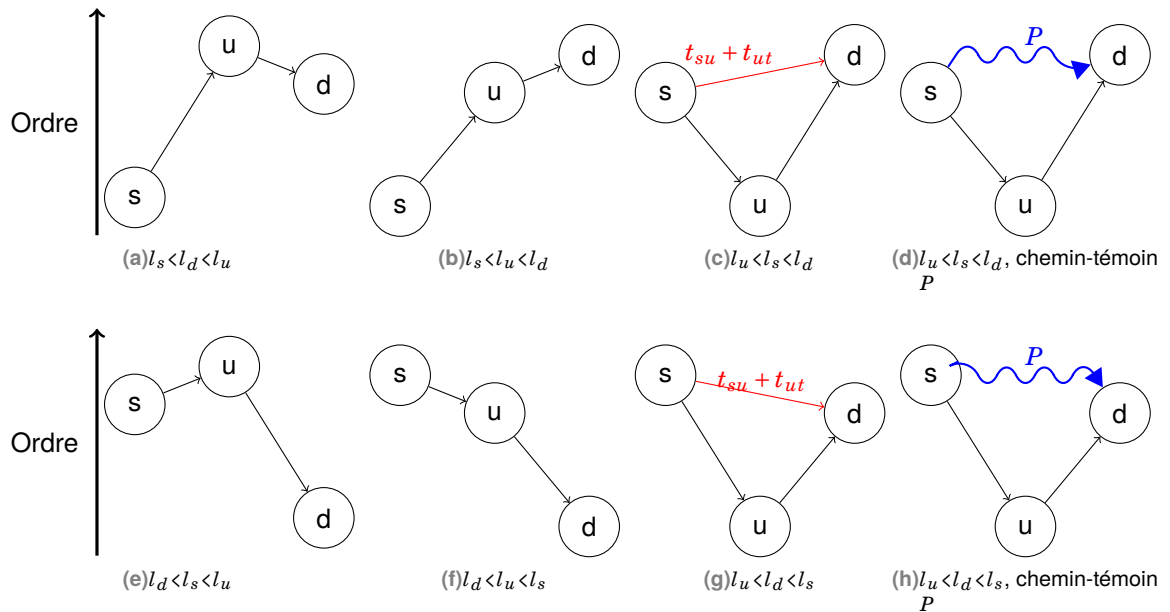 Ordre
s
u
d
s
u
d
t_su + t_ut
s
d
u
P
s
d
u
(a) l_s < l_d < l_u
(b) l_s < l_u < l_d
(c) l_u < l_s < l_d
(d) l_u < l_s < l_d, chemin-témoin
P
Ordre
s
u
d
s
u
d
t_su + t_ut
s
d
u
P
s
d
u
(e) l_d < l_s < l_u
(f) l_d < l_u < l_s
(g) l_u < l_d < l_s
(h) l_u < l_d < l_s, chemin-témoin
P